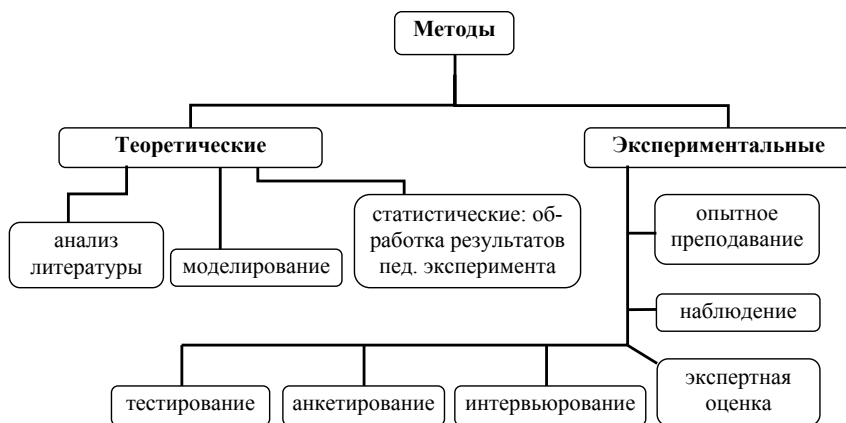 Методы
Теоретические
Экспериментальные
анализ
литературы
моделирование
статистические: об-
работка результатов
пед. эксперимента
опытное
преподавание
наблюдение
тестирование
анкетирование
интервьюрование
экспертная
оценка